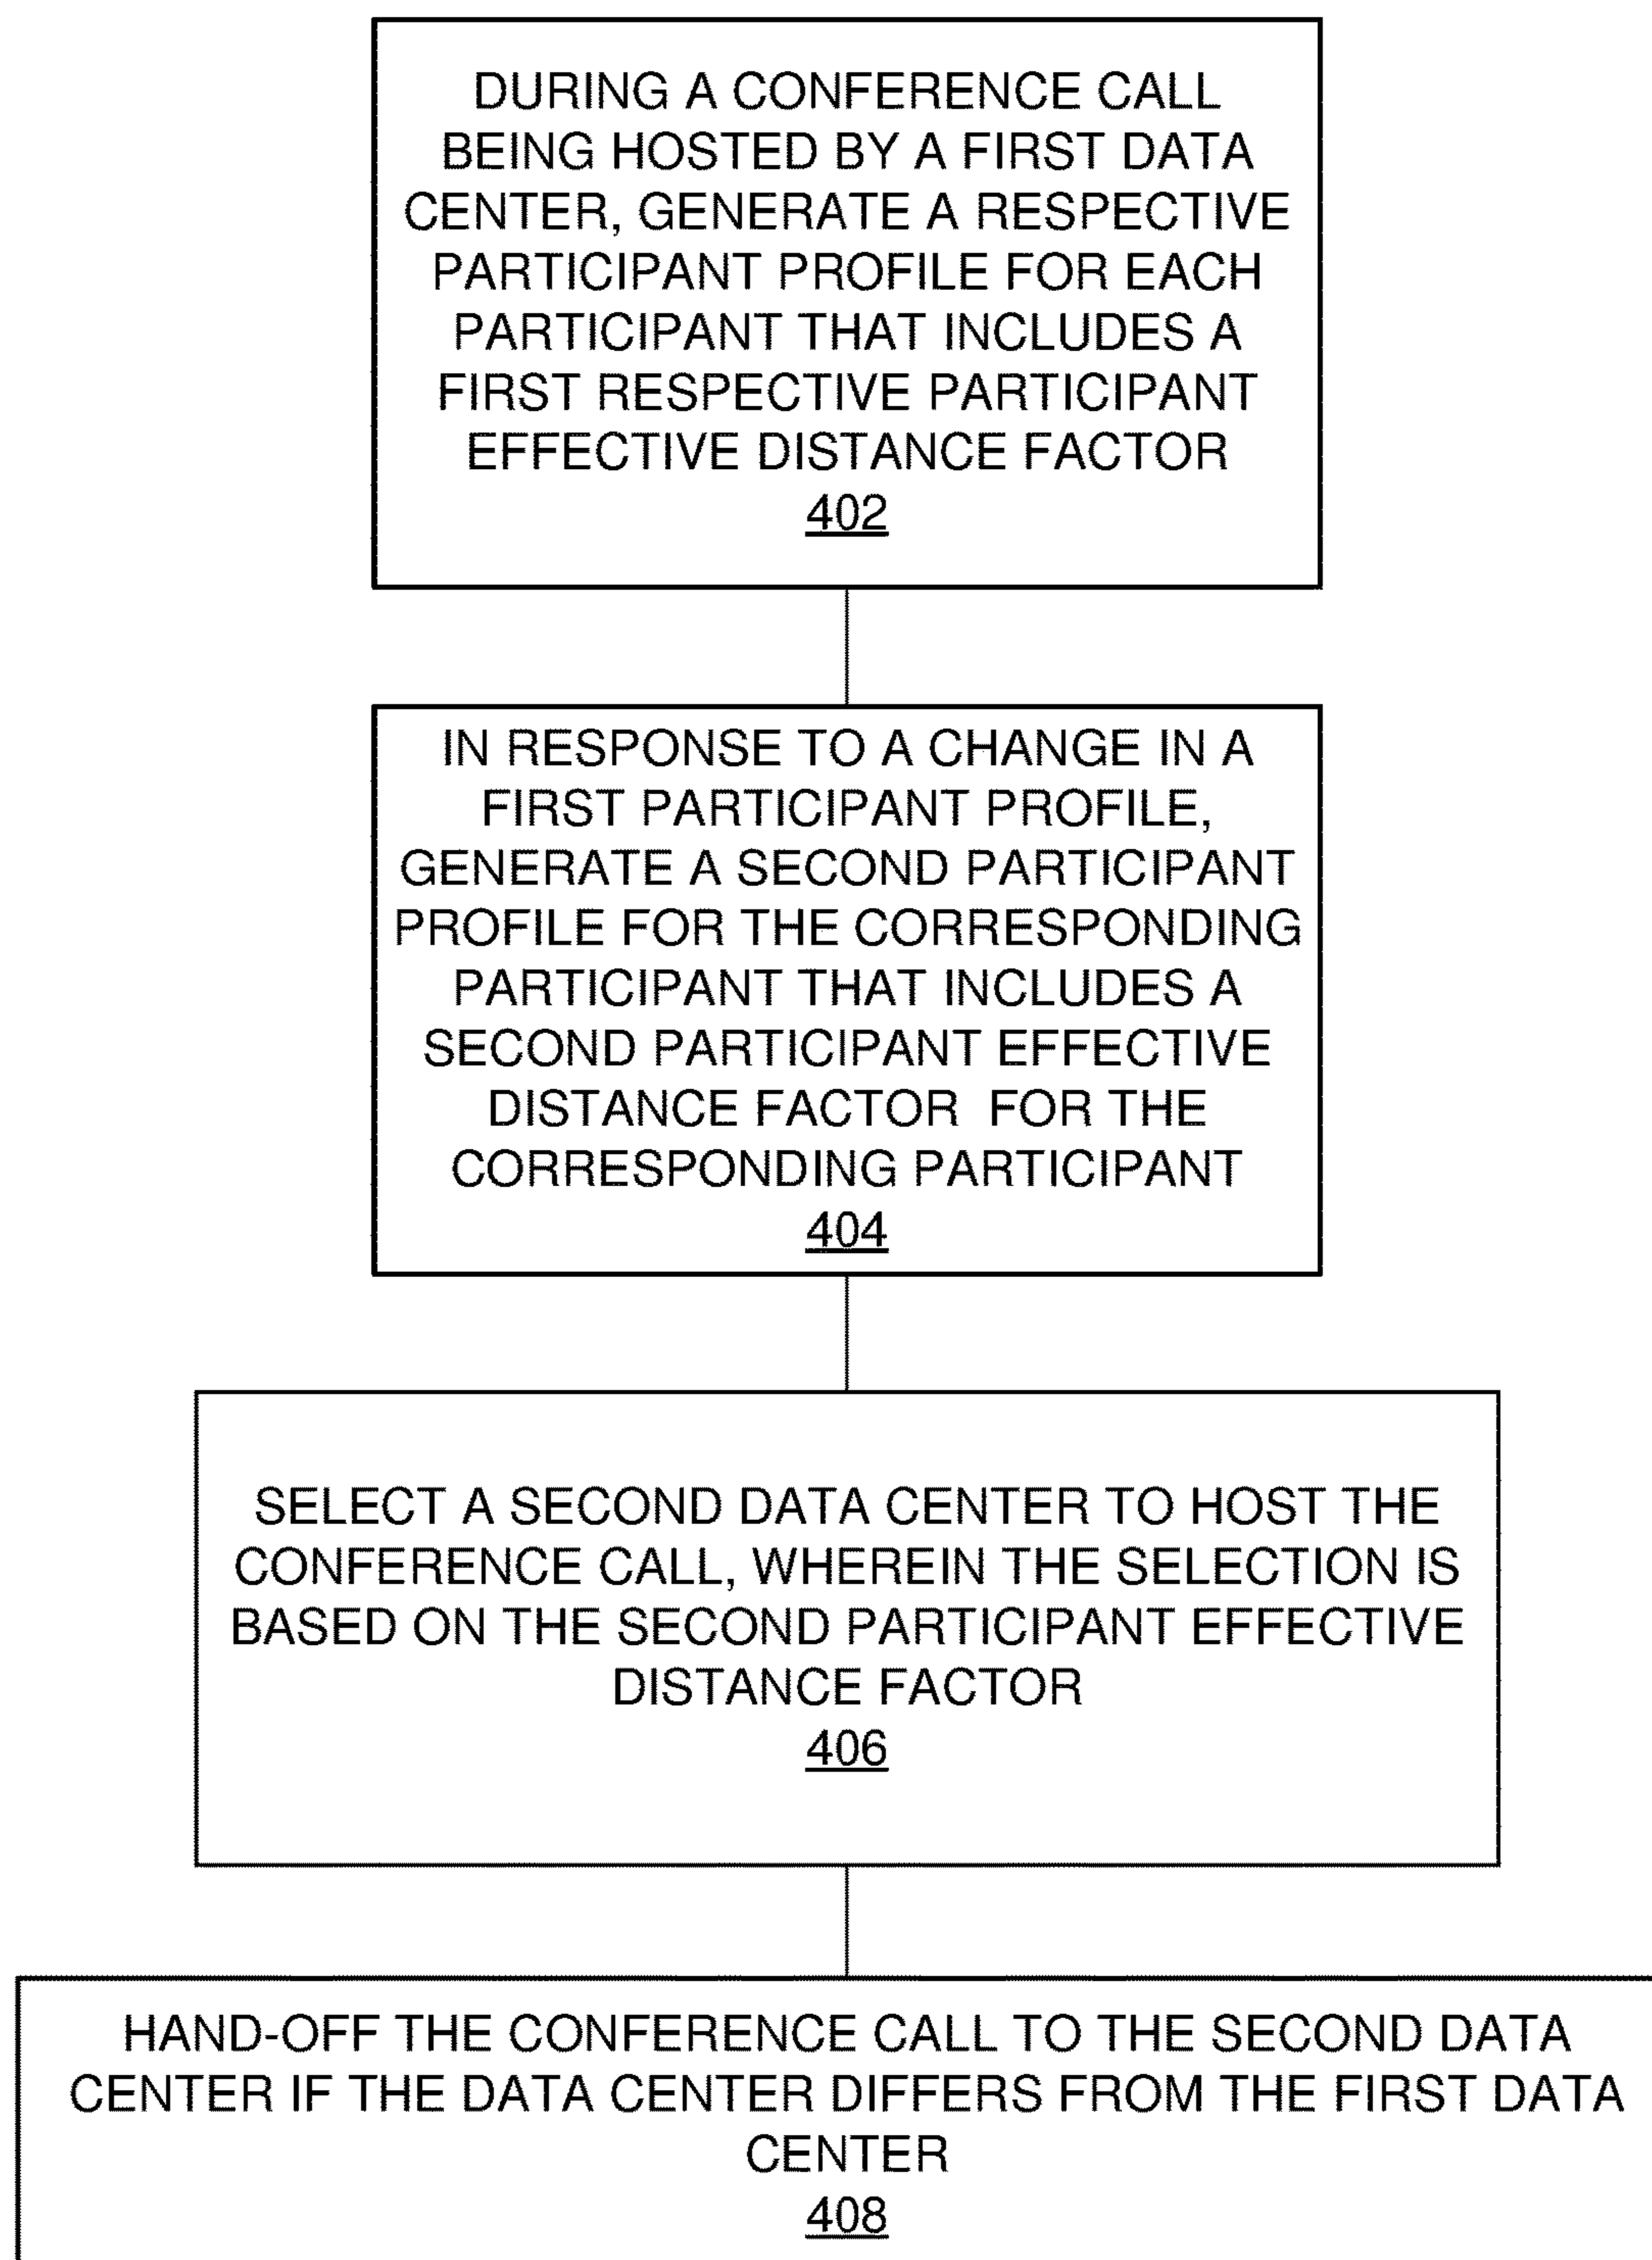 DURING A CONFERENCE CALL
BEING HOSTED BY A FIRST DATA
CENTER, GENERATE A RESPECTIVE
PARTICIPANT PROFILE FOR EACH
PARTICIPANT THAT INCLUDES A
FIRST RESPECTIVE PARTICIPANT
EFFECTIVE DISTANCE FACTOR
402
IN RESPONSE TO A CHANGE IN A
FIRST PARTICIPANT PROFILE,
GENERATE A SECOND PARTICIPANT
PROFILE FOR THE CORRESPONDING
PARTICIPANT THAT INCLUDES A
SECOND PARTICIPANT EFFECTIVE
DISTANCE FACTOR FOR THE
CORRESPONDING PARTICIPANT
404
SELECT A SECOND DATA CENTER TO HOST THE
CONFERENCE CALL, WHEREIN THE SELECTION IS
BASED ON THE SECOND PARTICIPANT EFFECTIVE
DISTANCE FACTOR
406
HAND-OFF THE CONFERENCE CALL TO THE SECOND DATA
CENTER IF THE DATA CENTER DIFFERS FROM THE FIRST DATA
CENTER
408